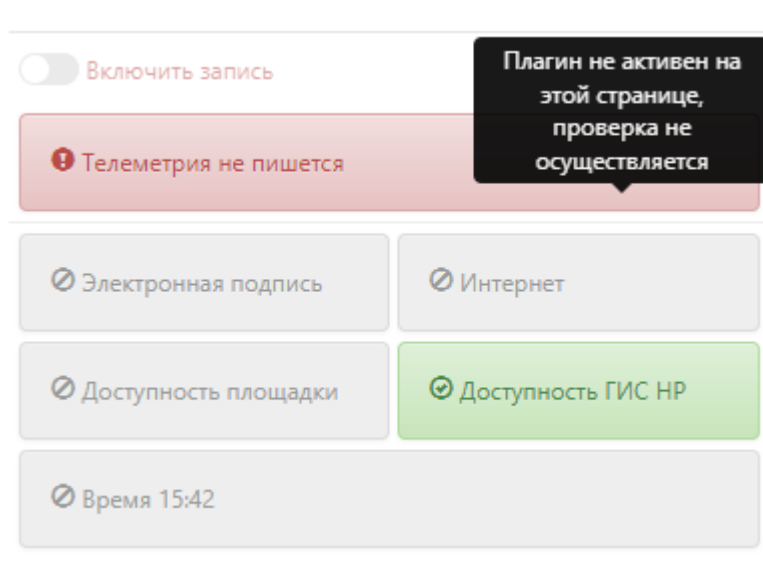 Включить запись
Плагин не активен на
этой странице,
проверка не
осуществляется
Телеметрия не пишется
Электронная подпись
Интернет
Доступность площадки
Доступность ГИС НР
Время 15:42